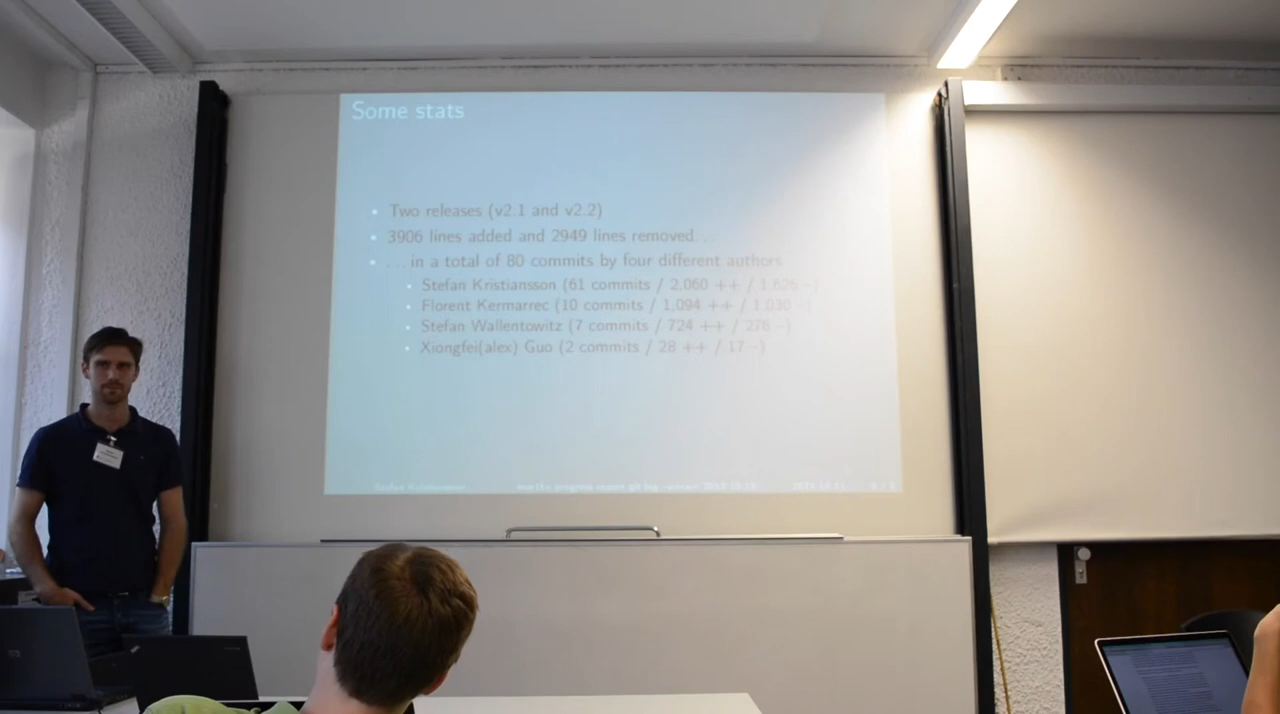 Some stats
• Two releases (v2.1 and v2.2)
• 3906 lines added and 2949 lines removed...
• ...in a total of 80 commits by four different authors
• Stefan Kristiansson (61 commits / 2,060 ++ / 1,626 --)
• Florent Kermarrec (10 commits / 1,094 ++ / 1,030 --)
• Stefan Wallentowitz (7 commits / 724 ++ / 276 --)
• Xiongfei(alex) Guo (2 commits / 28 ++ / 17 --)
Stefan Kristiansson